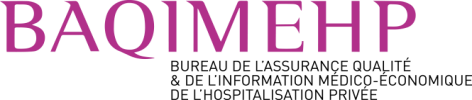 BAQIMEHP
BUREAU DE L'ASSURANCE QUALITÉ
& DE L'INFORMATION MÉDICO-ÉCONOMIQUE
DE L'HOSPITALISATION PRIVÉE